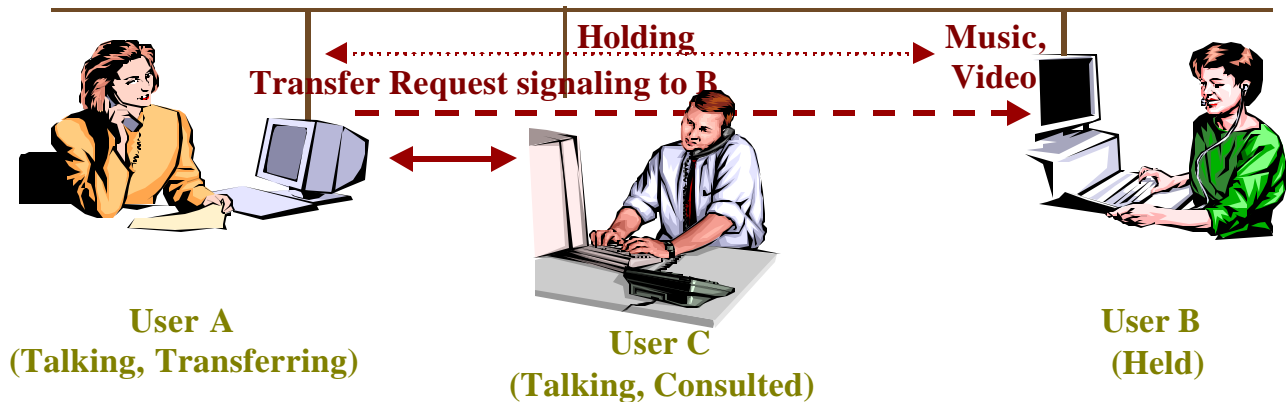 Holding
Music,
Video
Transfer Request signaling to B
User A
(Talking, Transferring)
User C
(Talking, Consulted)
User B
(Held)